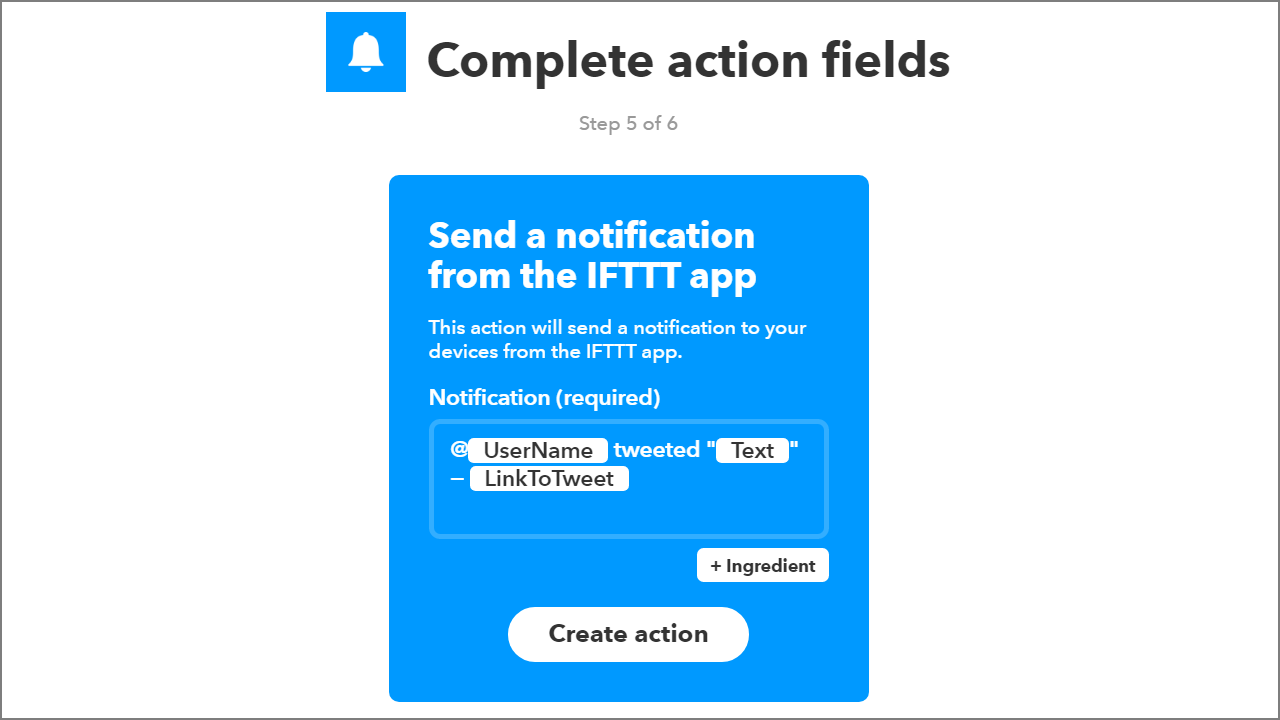 Complete action fields
Step 5 of 6
Send a notification
from the IFTTT app
This action will send a notification to your
devices from the IFTTT app.
Notification (required)
@ UserName tweeted " Text "
– LinkToTweet
+ Ingredient
Create action